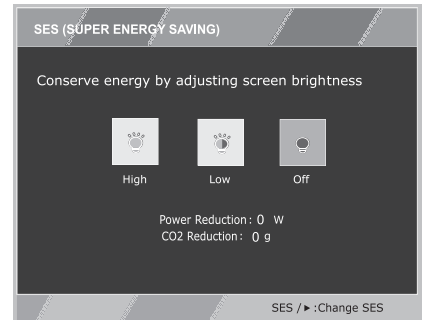 SES (SUPER ENERGY SAVING)
Conserve energy by adjusting screen brightness
High Low Off
Power Reduction: 0 W
CO2 Reduction: 0 g
SES / ▶ :Change SES